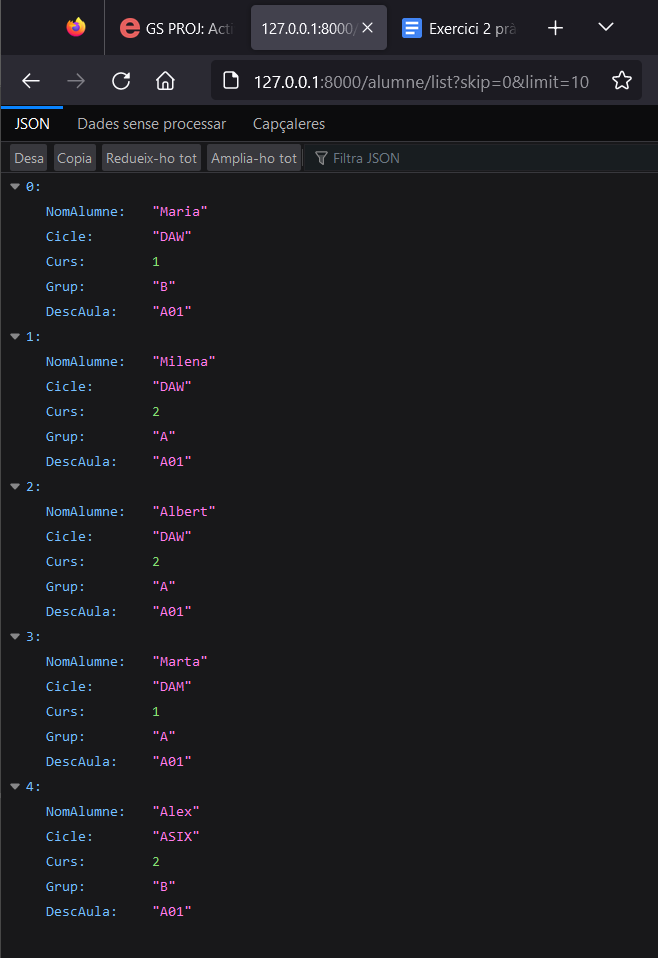 GS PROJ: Acti
127.0.0.1:8000/
Exercici 2 prà
127.0.0.1:8000/alumne/list?skip=0&limit=10
JSON Dades sense processar Capçaleres
Desa Copia Redueix-ho tot Amplia-ho tot Filtra JSON
0:
NomAlumne: "Maria"
Cicle: "DAW"
Curs: 1
Grup: "B"
DescAula: "A01"
1:
NomAlumne: "Milena"
Cicle: "DAW"
Curs: 2
Grup: "A"
DescAula: "A01"
2:
NomAlumne: "Albert"
Cicle: "DAW"
Curs: 2
Grup: "A"
DescAula: "A01"
3:
NomAlumne: "Marta"
Cicle: "DAM"
Curs: 1
Grup: "A"
DescAula: "A01"
4:
NomAlumne: "Alex"
Cicle: "ASIX"
Curs: 2
Grup: "B"
DescAula: "A01"